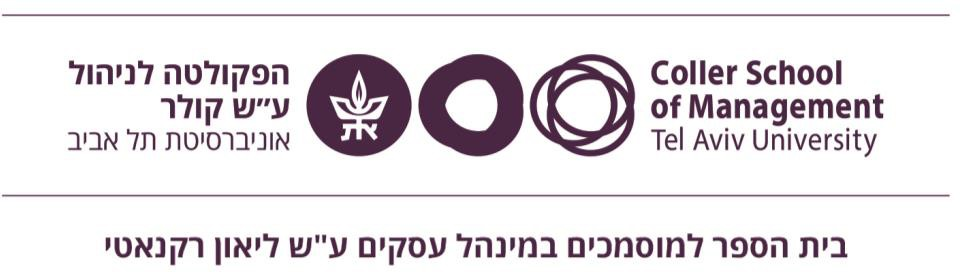 הפקולטה לניהול
ע״ש קולר
אוניברסיטת תל אביב
Coller School
of Management
Tel Aviv University
בית הספר למוסמכים במינהל עסקים ע"ש ליאון רקנאטי